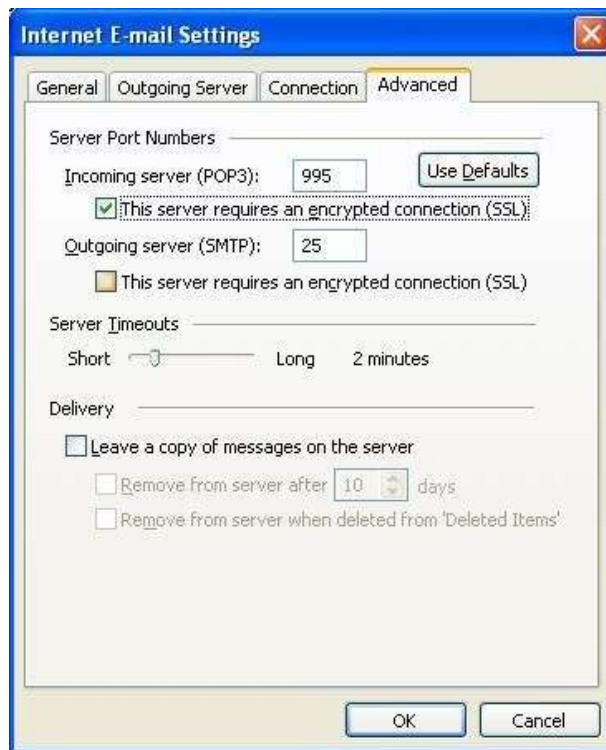 Internet E-mail Settings
General Outgoing Server Connection Advanced
Server Port Numbers
Incoming server (POP3): 995 Use Defaults
This server requires an encrypted connection (SSL)
Outgoing server (SMTP): 25
This server requires an encrypted connection (SSL)
Server Timeouts
Short Long 2 minutes
Delivery
Leave a copy of messages on the server
Remove from server after 10 days
Remove from server when deleted from 'Deleted Items'
OK Cancel